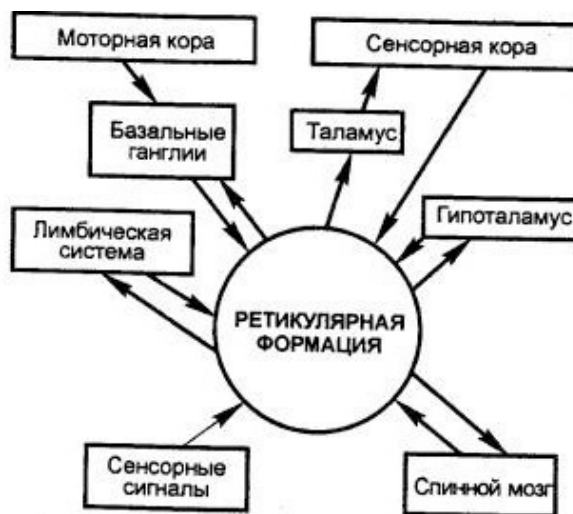 Моторная кора
Сенсорная кора
Базальные
ганглии
Таламус
Лимбическая
система
Гипоталамус
РЕТИКУЛЯРНАЯ
ФОРМАЦИЯ
Сенсорные
сигналы
Спинной мозг